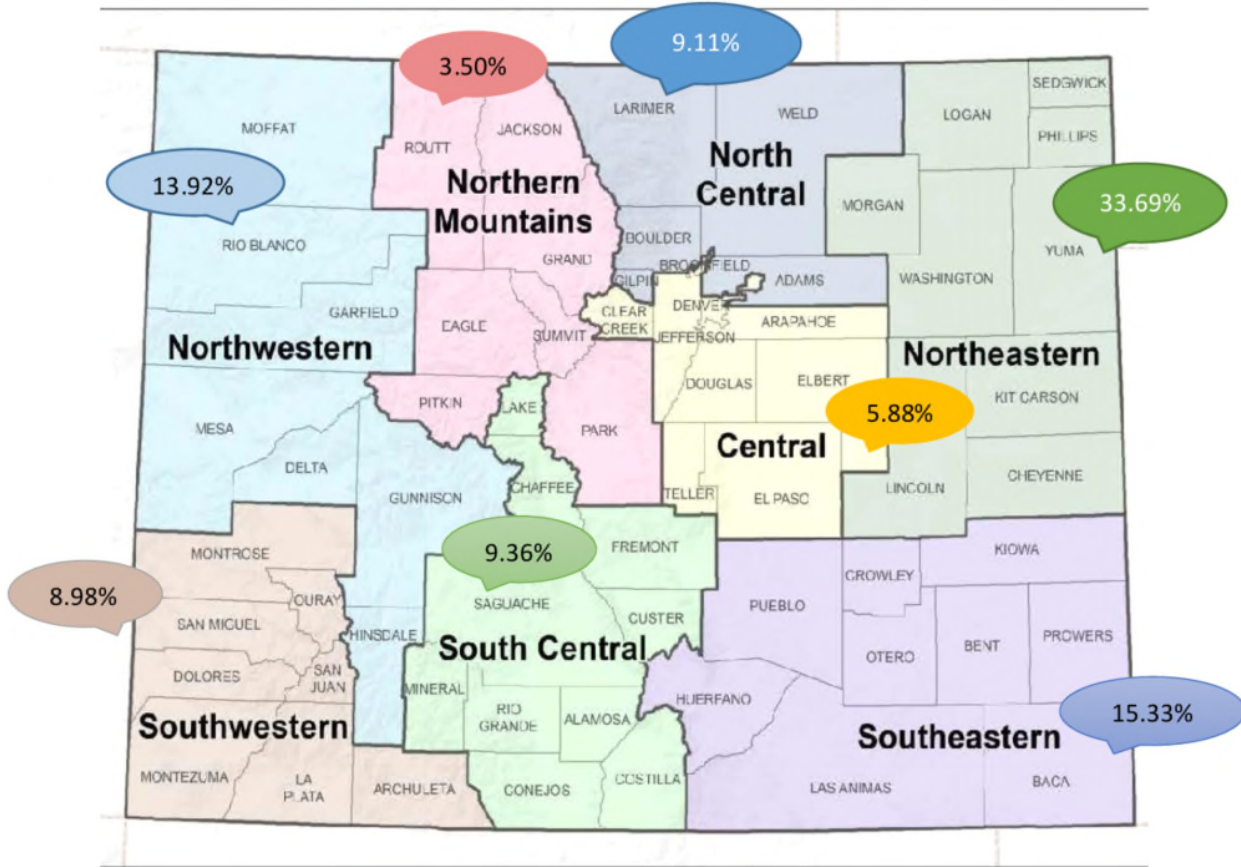 9.11%
3.50%
SEDGWICK
LARIMER
WELD
LOGAN
MOFFAT
JACKSON
PHILLIPS
ROUTT
North
Central
13.92%
Northern
Mountains
MORGAN
33.69%
RIO BLANCO
BOULDER
YUMA
GRAND
BROOMFIELD
GILPIN
ADAMS
WASHINGTON
GARFIELD
CLEAR
CREEK
DENVER
ARAPAHOE
EAGLE
SUMMIT
JEFFERSON
Northwestern
Northeastern
DOUGLAS
ELBERT
PITKIN
LAKE
KIT CARSON
5.88%
MESA
PARK
Central
DELTA
CHEYENNE
GUNNISON
CHAFFEE
TELLER
EL PASO
LINCOLN
MONTROSE
9.36%
FREMONT
KIOWA
CROWLEY
8.98%
OURAY
SAGUACHE
PUEBLO
SAN MIGUEL
HINSDALE
CUSTER
PROWERS
BENT
South Central
OTERO
DOLORES
SAN
JUAN
MINERAL
HUERFANO
RIO
GRANDE
ALAMOSA
15.33%
Southwestern
Southeastern
MONTEZUMA
LA
PLATA
ARCHULETA
CONEJOS
COSTILLA
LAS ANIMAS
BACA